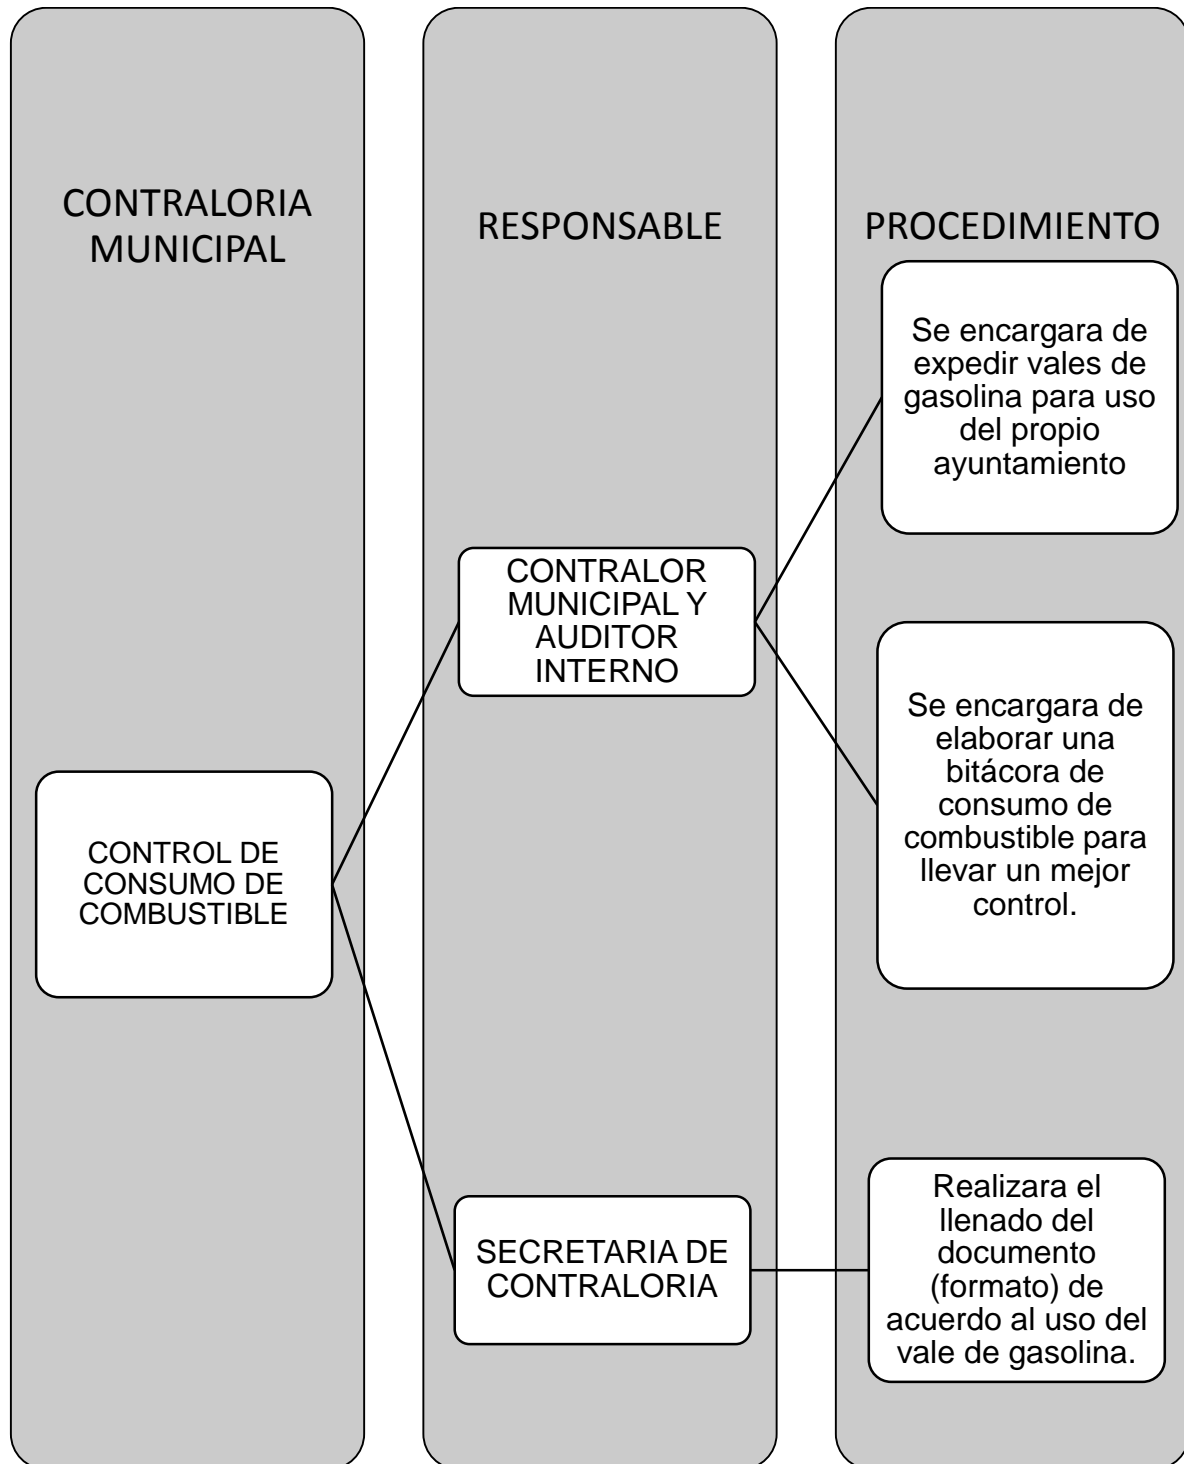 CONTRALORIA
MUNICIPAL
RESPONSABLE
PROCEDIMIENTO
CONTROL DE
CONSUMO DE
COMBUSTIBLE
CONTRALOR
MUNICIPAL Y
AUDITOR
INTERNO
SECRETARIA DE
CONTRALORIA
Se encargara de
expedir vales de
gasolina para uso
del propio
ayuntamiento
Se encargara de
elaborar una
bitácora de
consumo de
combustible para
llevar un mejor
control.
Realizara el
llenado del
documento
(formato) de
acuerdo al uso del
vale de gasolina.